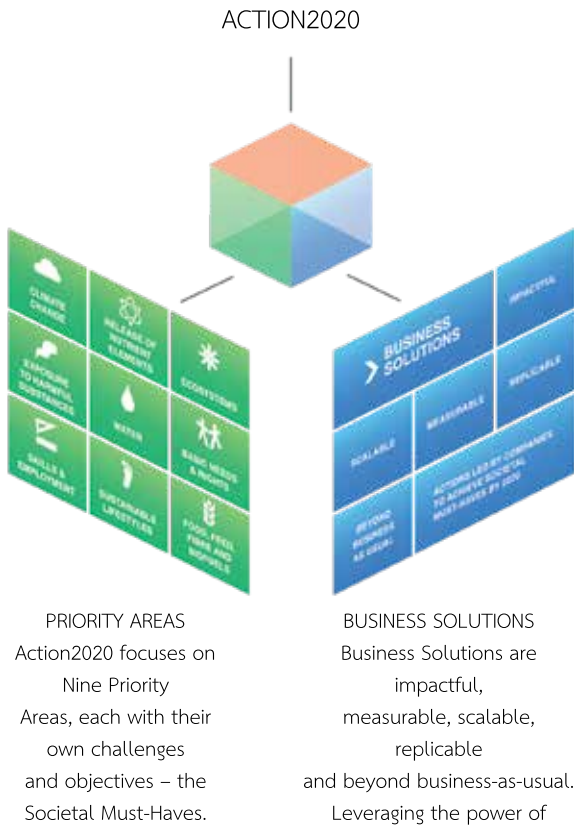 ACTION2020
CLIMATE
CHANGE
RELEASE OF
NUTRIENT
ELEMENTS
ECOSYSTEMS
EXPOSURE
TO HARMFUL
SUBSTANCES
WATER
BASIC NEEDS
& RIGHTS
SKILLS &
EMPLOYMENT
SUSTAINABLE
LIFESTYLES
FOOD, FEED,
FIBRE AND
BIOFUELS
BUSINESS
SOLUTIONS
IMPACTFUL
SCALABLE
MEASURABLE
REPLICABLE
BEYOND
BUSINESS
AS USUAL
ACTIONS LED BY COMPANIES
TO ACHIEVE SOCIETAL
MUST-HAVES BY 2020
PRIORITY AREAS
Action2020 focuses on
Nine Priority
Areas, each with their
own challenges
and objectives – the
Societal Must-Haves.
BUSINESS SOLUTIONS
Business Solutions are
impactful,
measurable, scalable,
replicable
and beyond business-as-usual.
Leveraging the power of